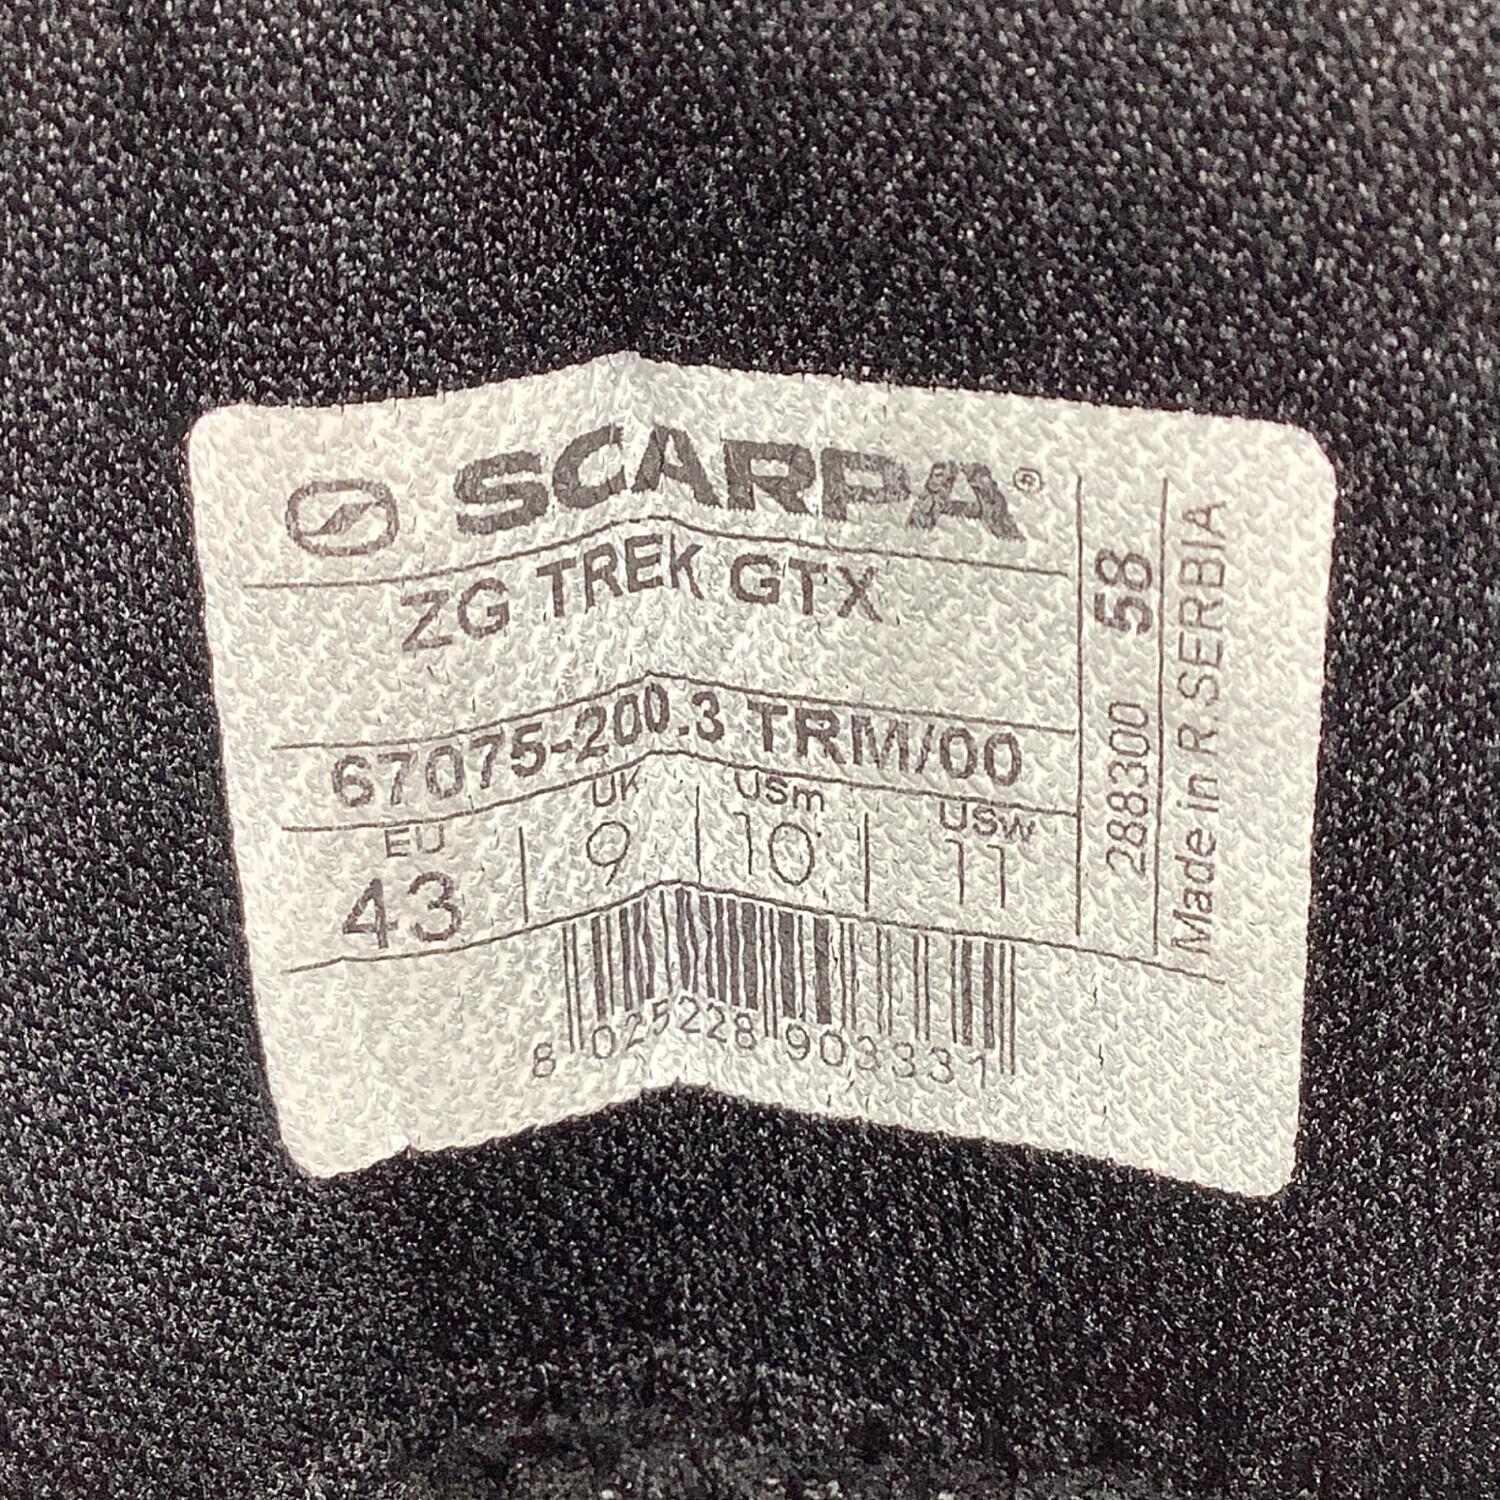 SCARPA®
ZG TREK GTX
67075-200.3 TRM/00
EU UK USm USw
43 9 10 11
8 025228 903331
288300 58
Made in R.SERBIA